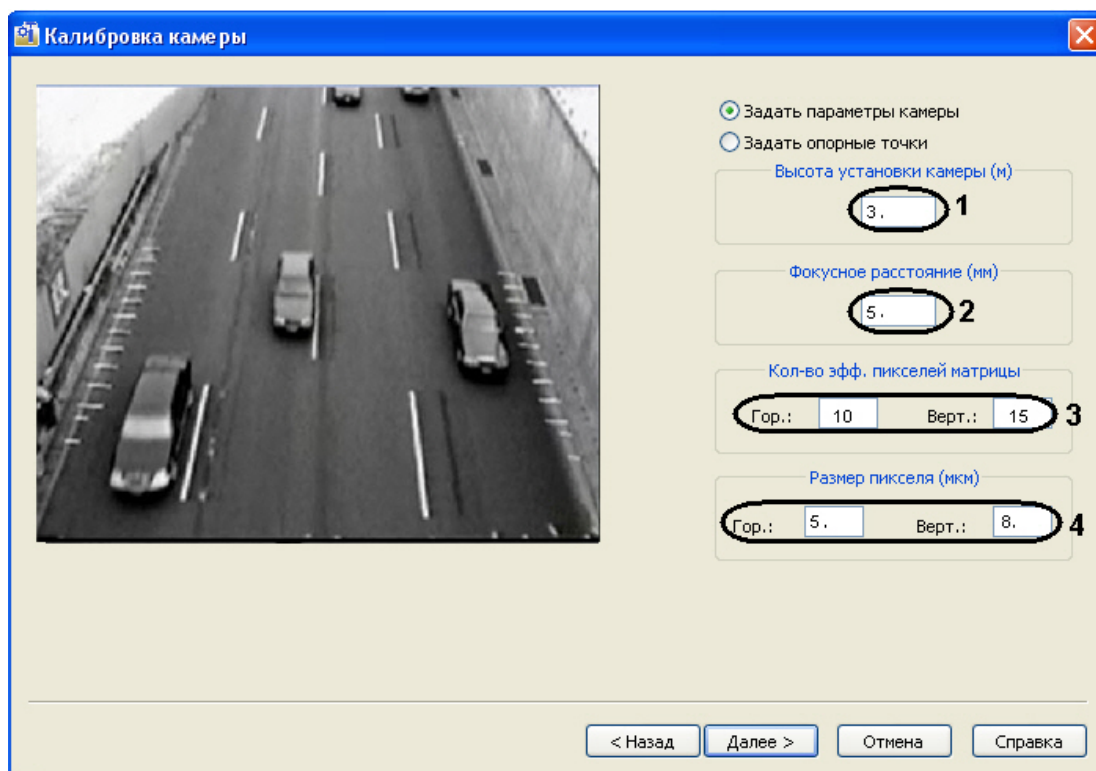 Калибровка камеры
Задать параметры камеры
Задать опорные точки
Высота установки камеры (м)
3. 1
Фокусное расстояние (мм)
5. 2
Кол-во эфф. пикселей матрицы
Гор.: 10 Верт.: 15 3
Размер пикселя (мкм)
Гор.: 5. Верт.: 8. 4
< Назад Далее > Отмена Справка